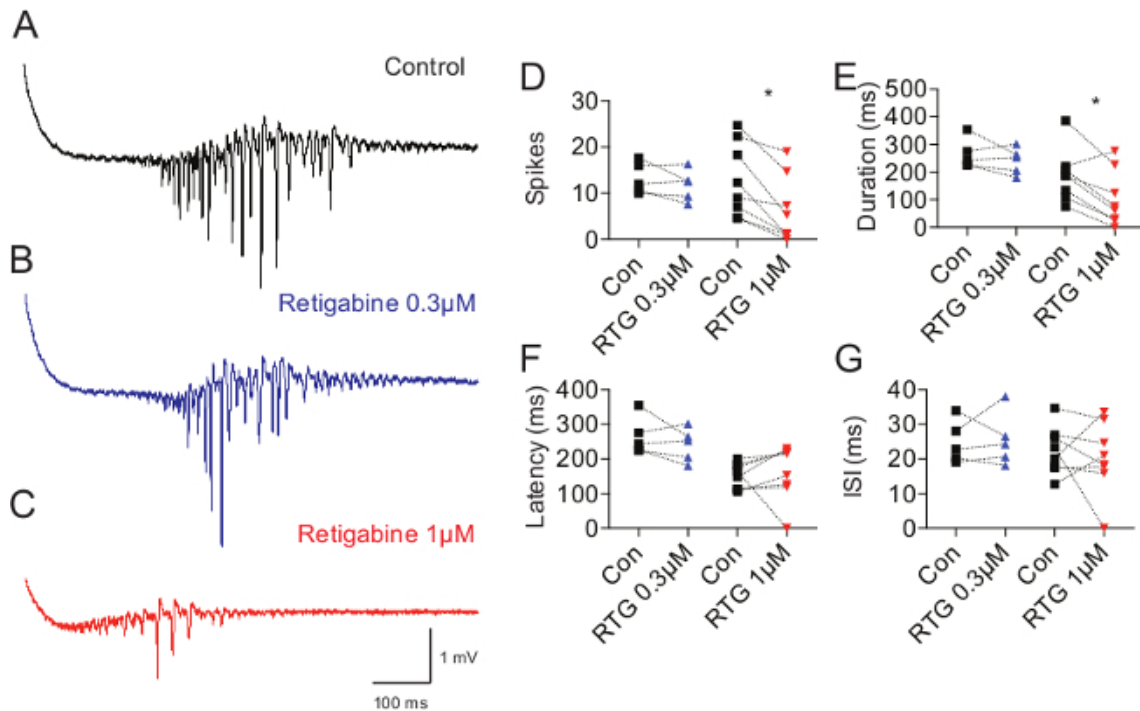 A
Control
B
Retigabine 0.3µM
C
Retigabine 1µM
1 mV
100 ms
D
Spikes
30
20
10
0
*
Con
RTG 0.3µM
Con
RTG 1µM
E
Duration (ms)
500
400
300
200
100
0
*
Con
RTG 0.3µM
Con
RTG 1µM
F
Latency (ms)
400
300
200
100
0
Con
RTG 0.3µM
Con
RTG 1µM
G
ISI (ms)
40
30
20
10
0
Con
RTG 0.3µM
Con
RTG 1µM